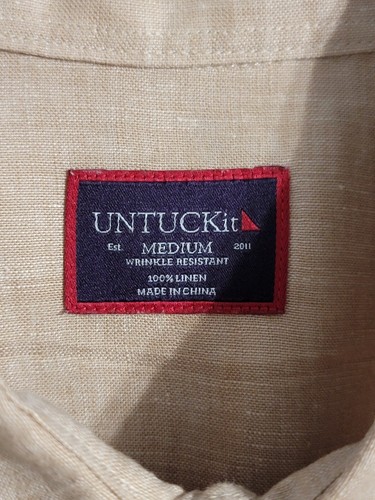 UNTUCKit
Est. MEDIUM 2011
WRINKLE RESISTANT
100% LINEN
MADE IN CHINA